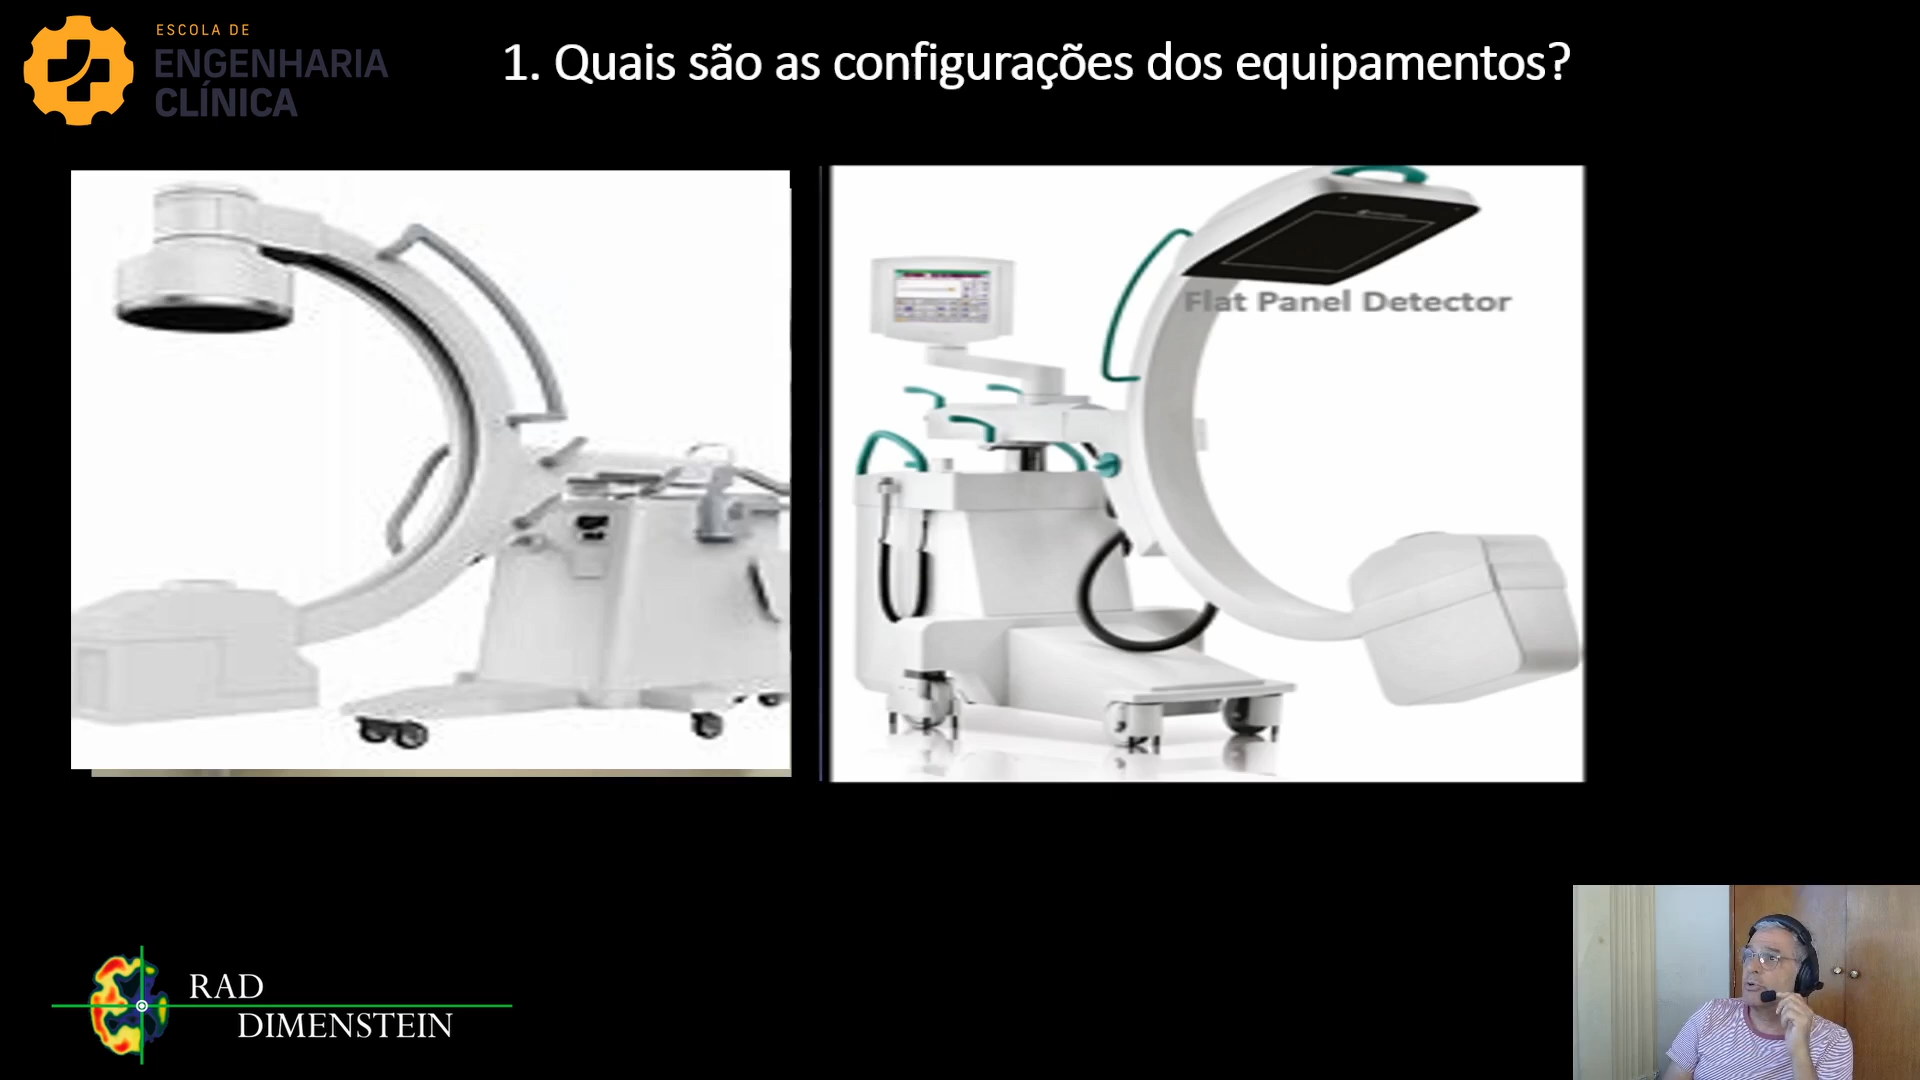 ESCOLA DE
ENGENHARIA
CLÍNICA
1. Quais são as configurações dos equipamentos?
Flat Panel Detector
RAD
DIMENSTEIN